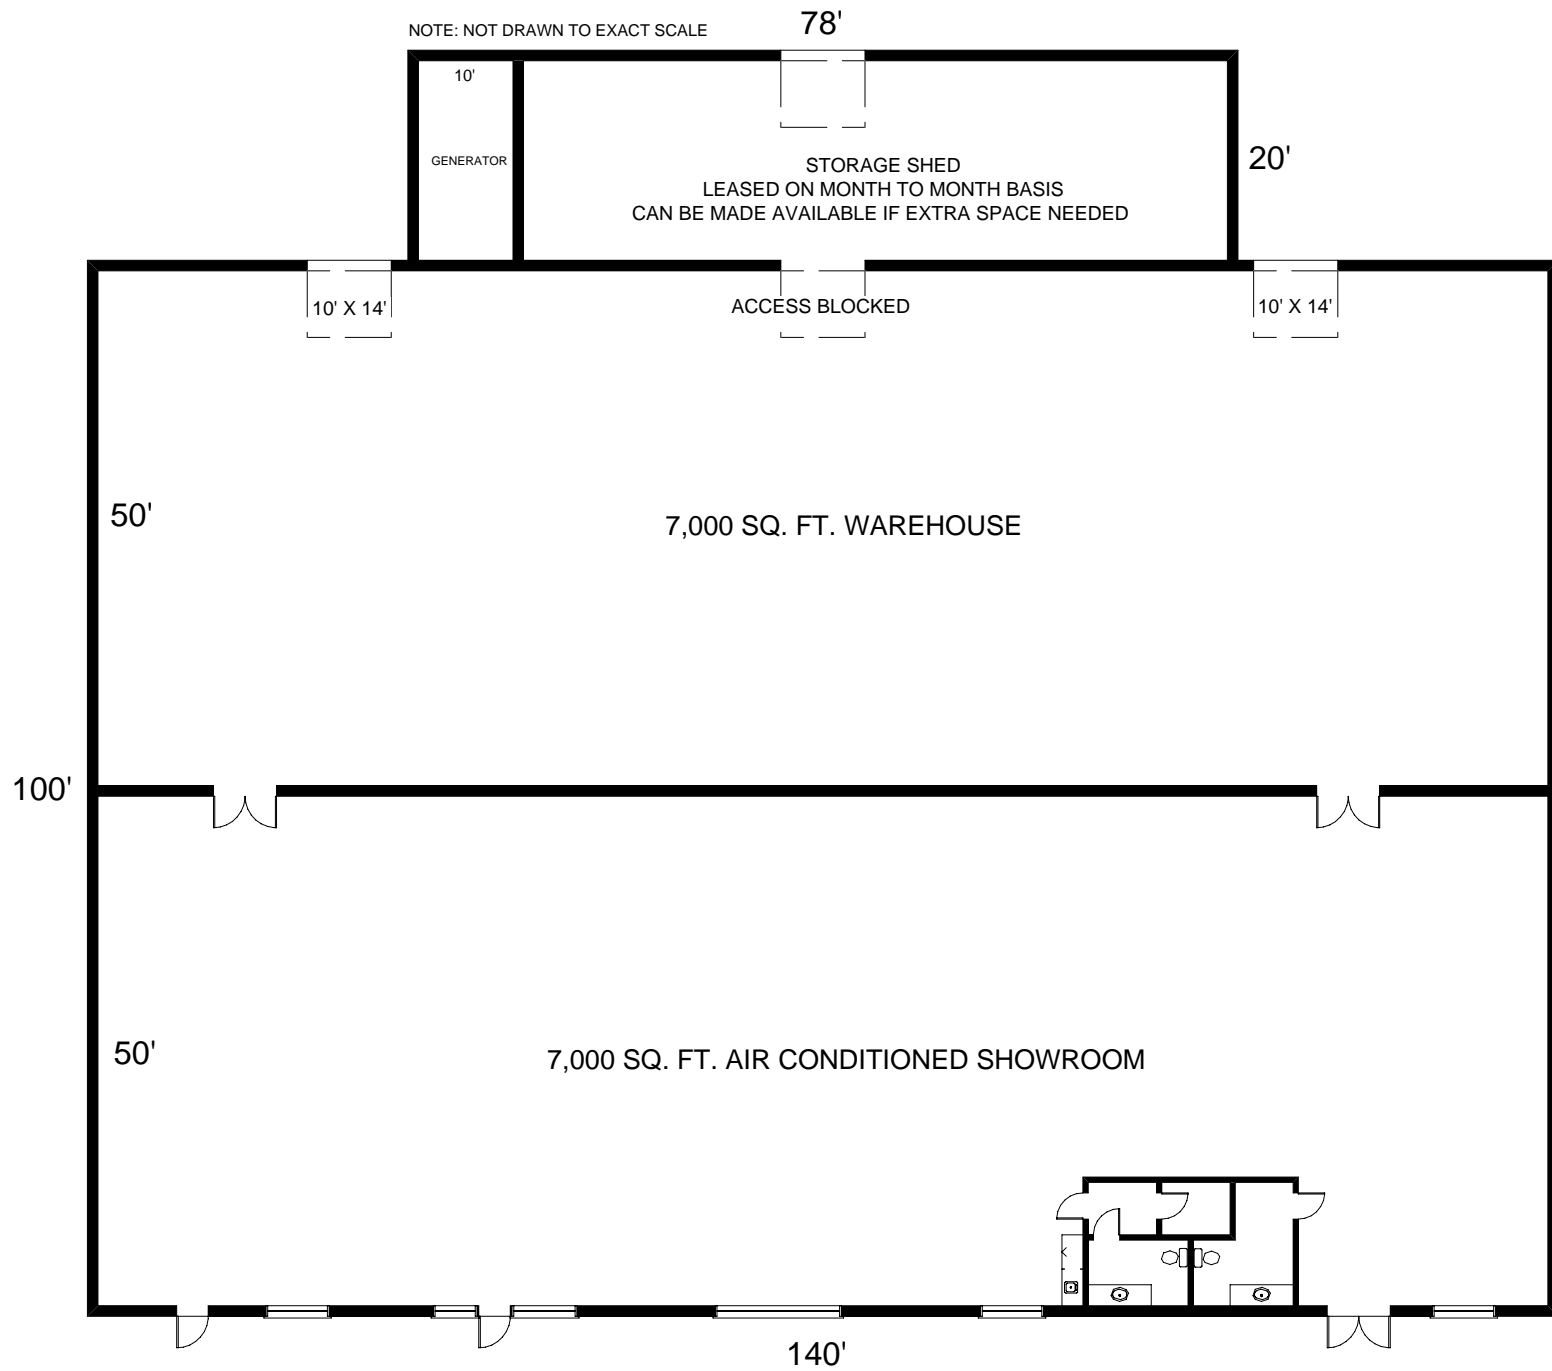 78'
NOTE: NOT DRAWN TO EXACT SCALE
10'
GENERATOR
STORAGE SHED
LEASED ON MONTH TO MONTH BASIS
CAN BE MADE AVAILABLE IF EXTRA SPACE NEEDED
20'
10' X 14'
ACCESS BLOCKED
10' X 14'
50'
7,000 SQ. FT. WAREHOUSE
100'
50'
7,000 SQ. FT. AIR CONDITIONED SHOWROOM
140'